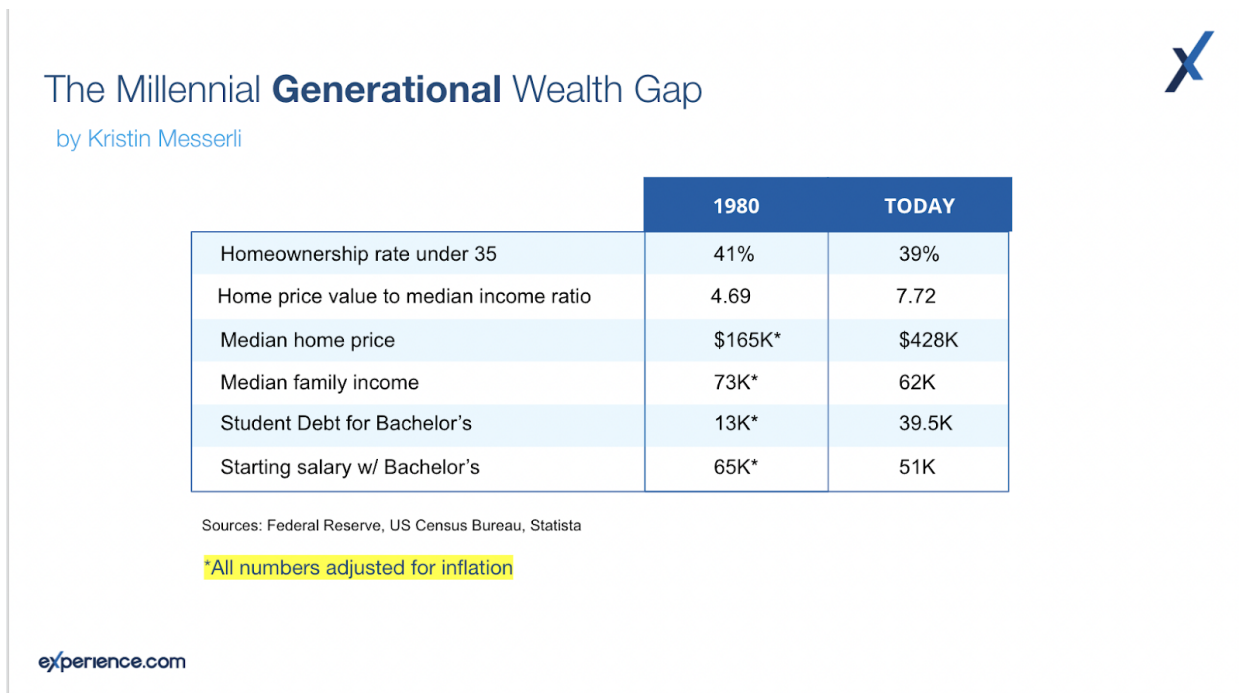 The Millennial Generational Wealth Gap
by Kristin Messerli
1980 TODAY
Homeownership rate under 35 41% 39%
Home price value to median income ratio 4.69 7.72
Median home price $165K* $428K
Median family income 73K* 62K
Student Debt for Bachelor’s 13K* 39.5K
Starting salary w/ Bachelor’s 65K* 51K
Sources: Federal Reserve, US Census Bureau, Statista
*All numbers adjusted for inflation
experience.com